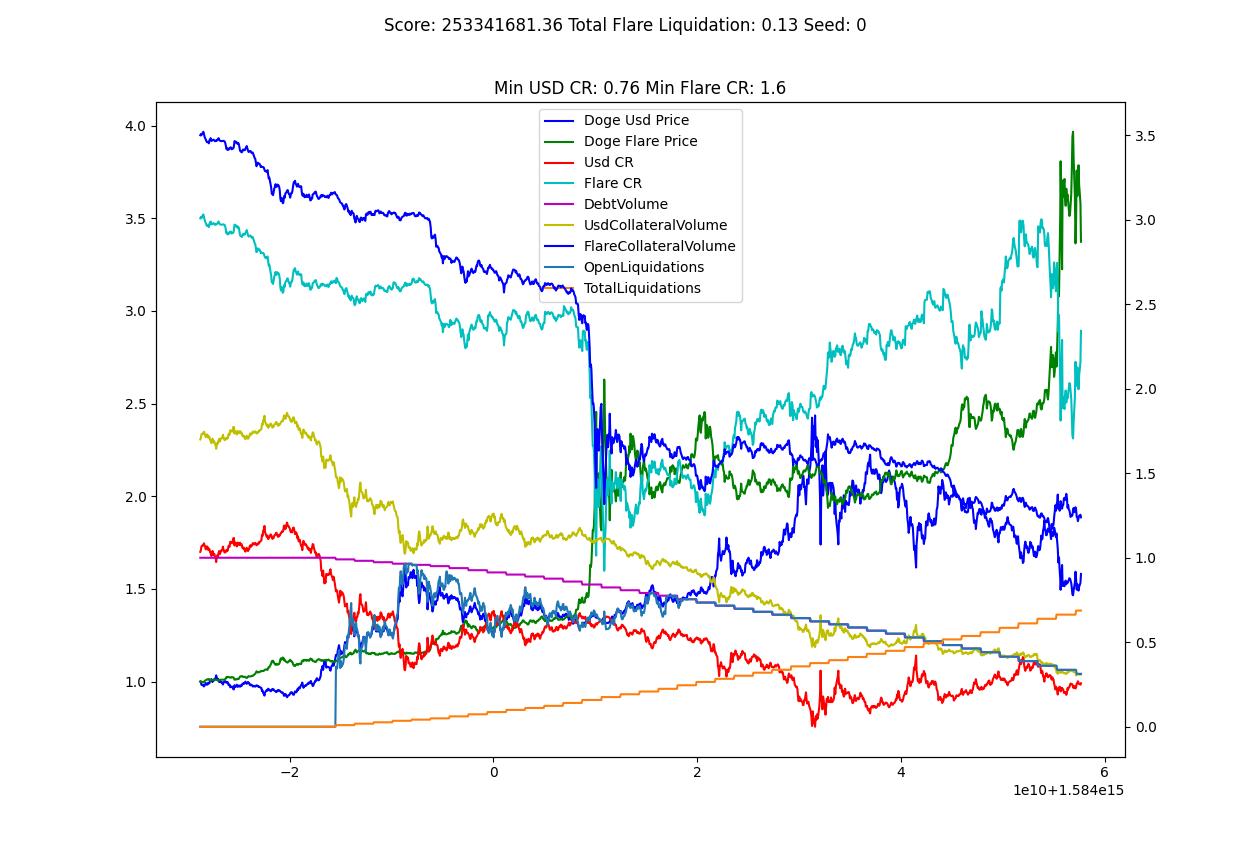 Score: 253341681.36 Total Flare Liquidation: 0.13 Seed: 0
Min USD CR: 0.76 Min Flare CR: 1.6
Doge Usd Price
Doge Flare Price
Usd CR
Flare CR
DebtVolume
UsdCollateralVolume
FlareCollateralVolume
OpenLiquidations
TotalLiquidations
4.0
3.5
3.0
2.5
2.0
1.5
1.0
3.5
3.0
2.5
2.0
1.5
1.0
0.5
0.0
−2
0
2
4
6
1e10+1.584e15